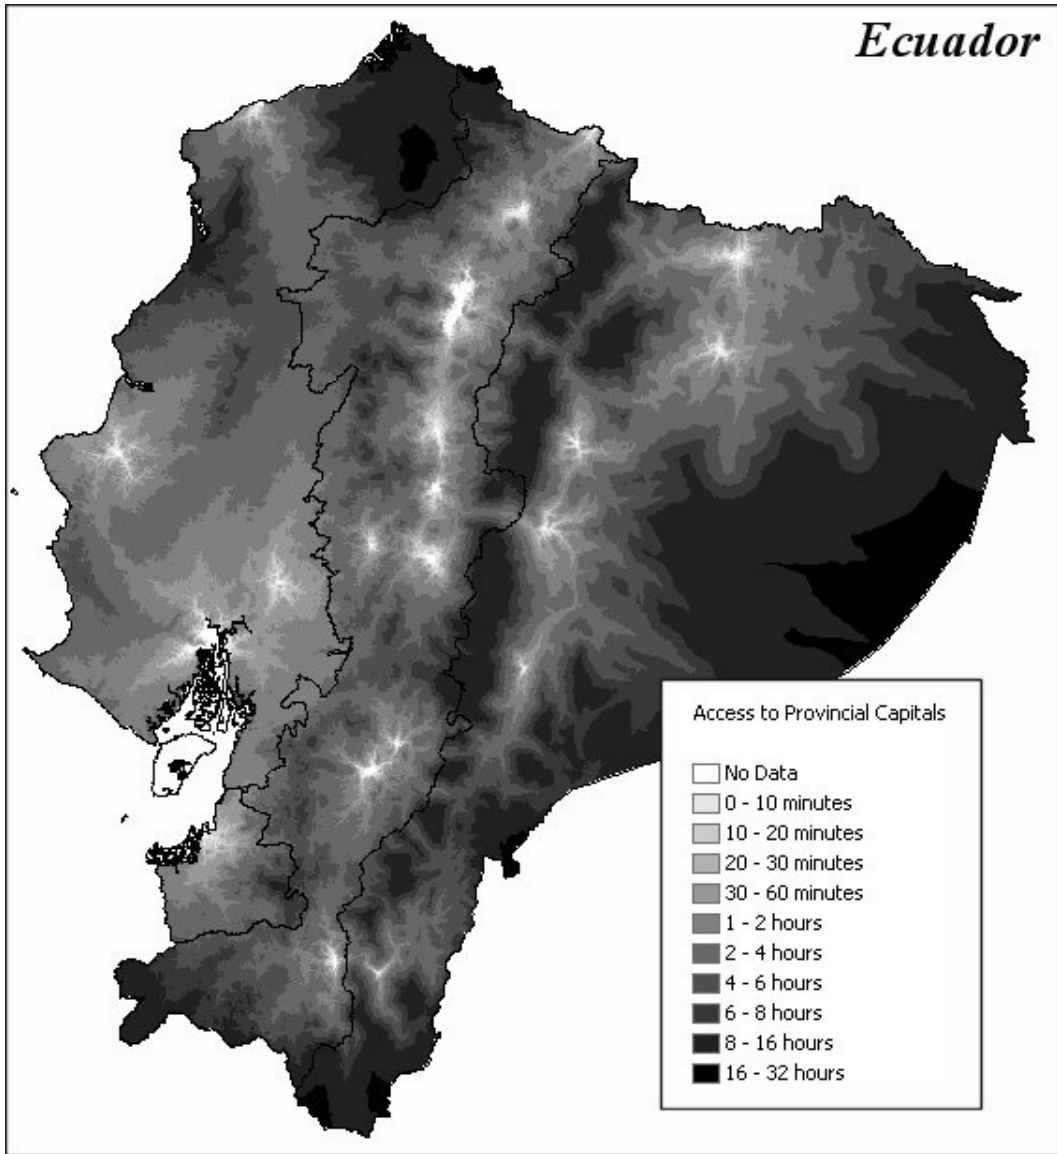 Ecuador
Access to Provincial Capitals
No Data
0 - 10 minutes
10 - 20 minutes
20 - 30 minutes
30 - 60 minutes
1 - 2 hours
2 - 4 hours
4 - 6 hours
6 - 8 hours
8 - 16 hours
16 - 32 hours